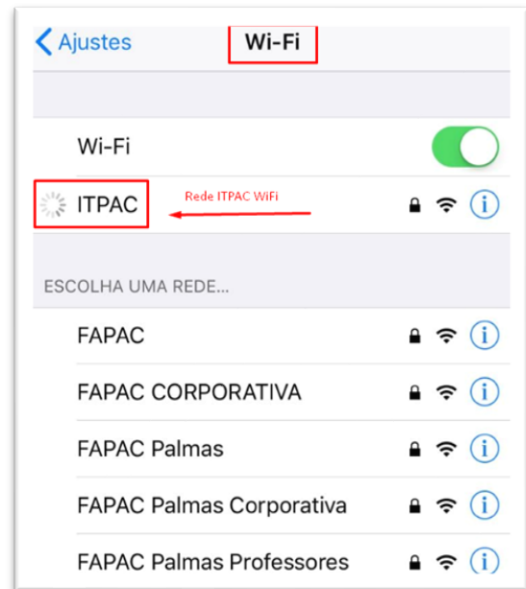 Ajustes Wi-Fi
Wi-Fi
ITPAC Rede ITPAC WiFi
ESCOLHA UMA REDE...
FAPAC
FAPAC CORPORATIVA
FAPAC Palmas
FAPAC Palmas Corporativa
FAPAC Palmas Professores